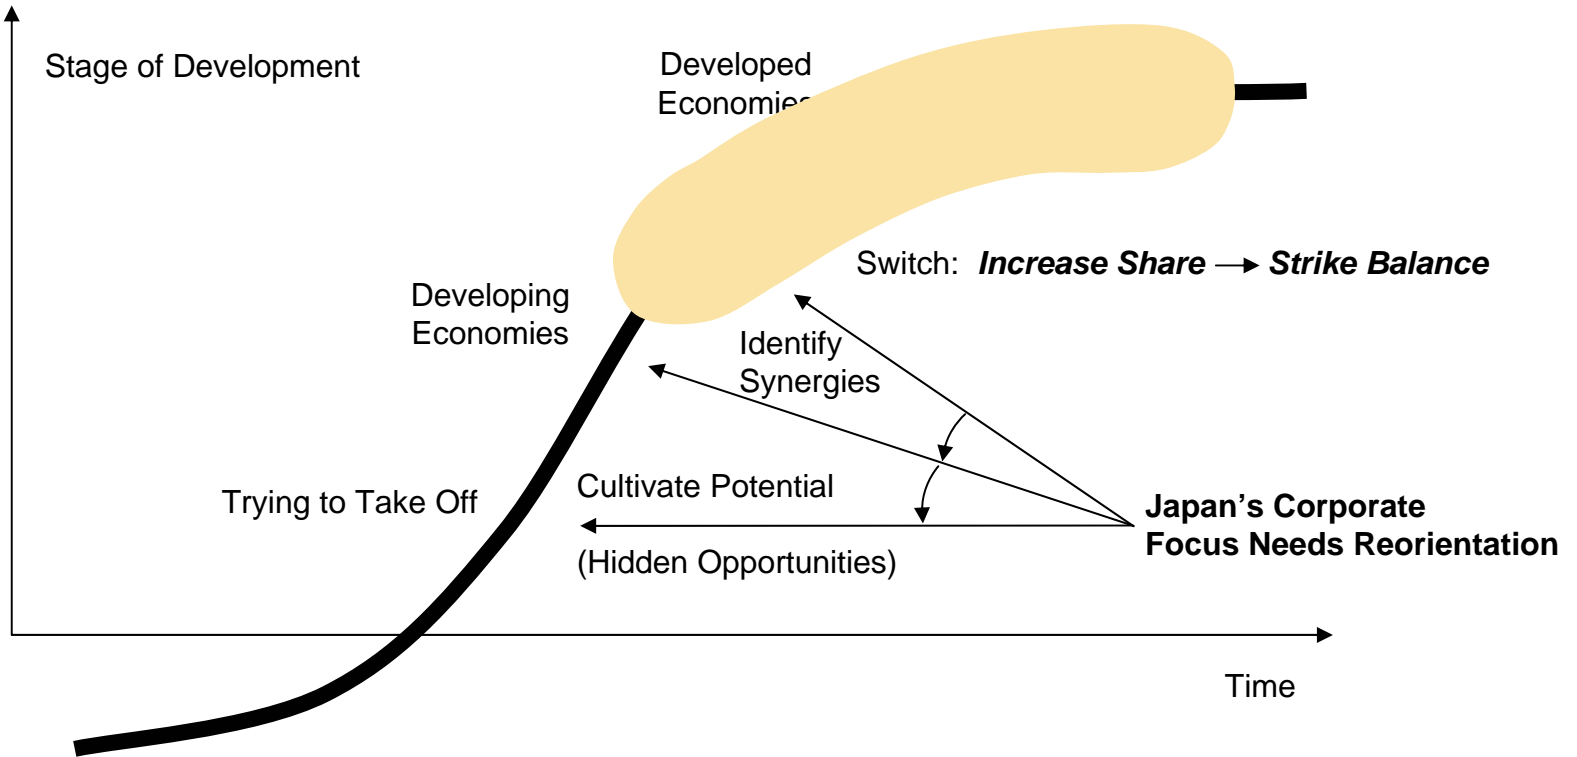 Stage of Development
Developed
Economies
Switch: Increase Share → Strike Balance
Developing
Economies
Identify
Synergies
Trying to Take Off
Cultivate Potential
(Hidden Opportunities)
Japan's Corporate
Focus Needs Reorientation
Time